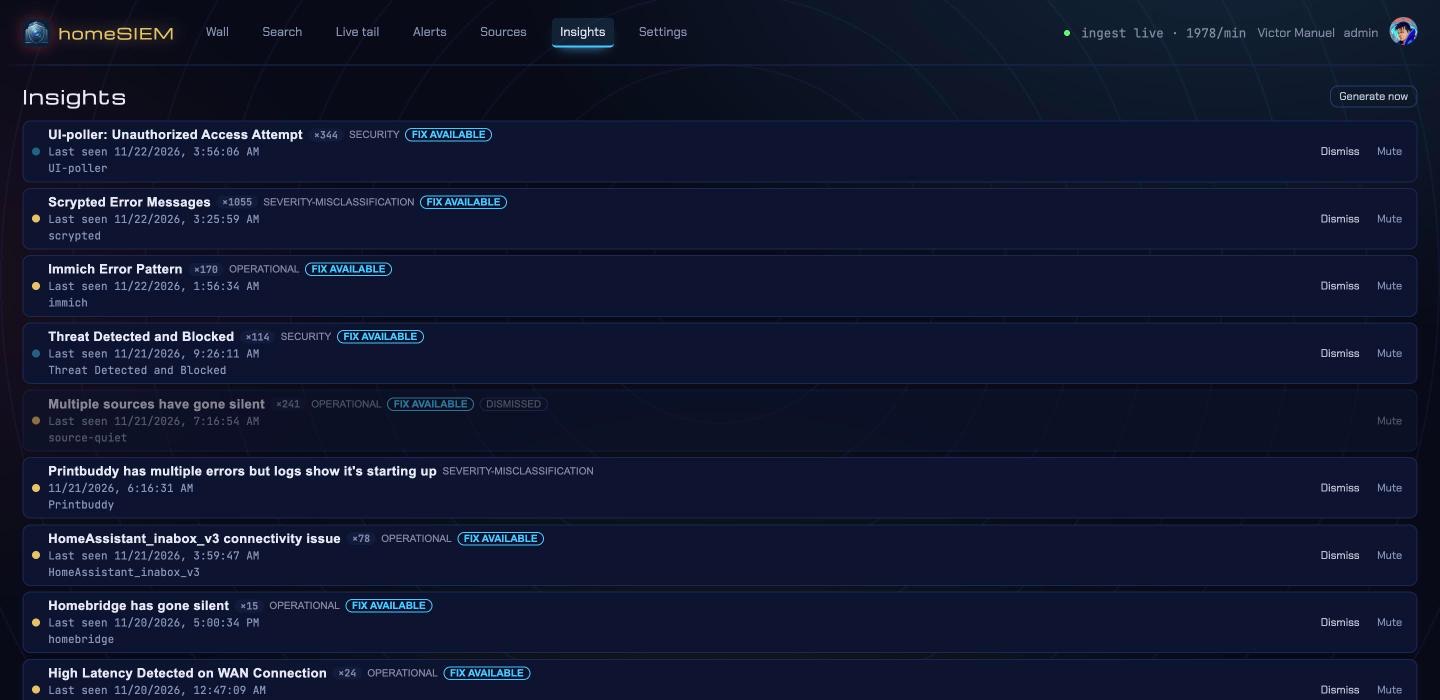 homeSIEM Wall Search Live tail Alerts Sources Insights Settings ingest live · 1978/min Victor Manuel admin
Insights Generate now
UI-poller: Unauthorized Access Attempt ×344 SECURITY FIX AVAILABLE
Last seen 11/22/2026, 3:56:06 AM Dismiss Mute
UI-poller
Scrypted Error Messages ×1055 SEVERITY-MISCLASSIFICATION FIX AVAILABLE
Last seen 11/22/2026, 3:25:59 AM Dismiss Mute
scrypted
Immich Error Pattern ×170 OPERATIONAL FIX AVAILABLE
Last seen 11/22/2026, 1:56:34 AM Dismiss Mute
immich
Threat Detected and Blocked ×114 SECURITY FIX AVAILABLE
Last seen 11/21/2026, 9:26:11 AM Dismiss Mute
Threat Detected and Blocked
Multiple sources have gone silent ×241 OPERATIONAL FIX AVAILABLE DISMISSED
Last seen 11/21/2026, 7:16:54 AM Mute
source-quiet
Printbuddy has multiple errors but logs show it's starting up SEVERITY-MISCLASSIFICATION
11/21/2026, 6:16:31 AM Dismiss Mute
Printbuddy
HomeAssistant_inabox_v3 connectivity issue ×78 OPERATIONAL FIX AVAILABLE
Last seen 11/21/2026, 3:59:47 AM Dismiss Mute
HomeAssistant_inabox_v3
Homebridge has gone silent ×15 OPERATIONAL FIX AVAILABLE
Last seen 11/20/2026, 5:00:34 PM Dismiss Mute
homebridge
High Latency Detected on WAN Connection ×24 OPERATIONAL FIX AVAILABLE
Last seen 11/20/2026, 12:47:09 AM Dismiss Mute